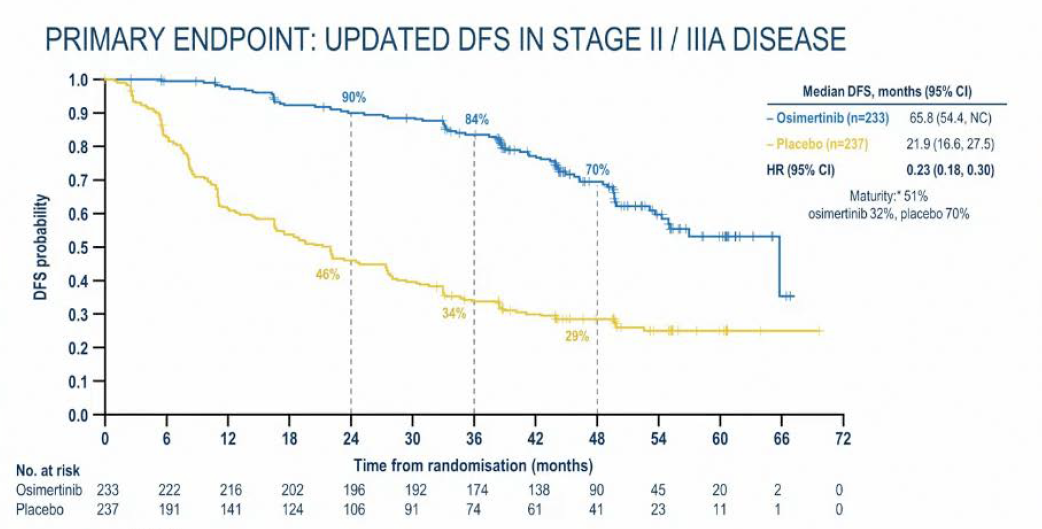 PRIMARY ENDPOINT: UPDATED DFS IN STAGE II / IIIA DISEASE
DFS probability
1.0
0.9
0.8
0.7
0.6
0.5
0.4
0.3
0.2
0.1
0.0
90%
84%
70%
46%
34%
29%
Median DFS, months (95% CI)
– Osimertinib (n=233) 65.8 (54.4, NC)
– Placebo (n=237) 21.9 (16.6, 27.5)
HR (95% CI) 0.23 (0.18, 0.30)
Maturity:* 51%
osimertinib 32%, placebo 70%
0 6 12 18 24 30 36 42 48 54 60 66 72
Time from randomisation (months)
No. at risk
Osimertinib 233 222 216 202 196 192 174 138 90 45 20 2 0
Placebo 237 191 141 124 106 91 74 61 41 23 11 1 0